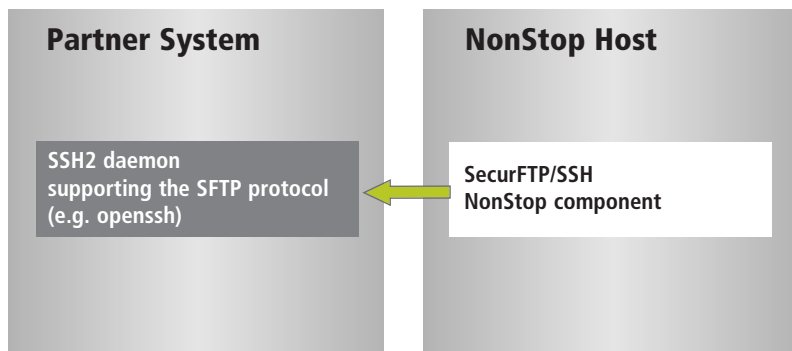 Partner System
SSH2 daemon
supporting the SFTP protocol
(e.g. openssh)
NonStop Host
SecurFTP/SSH
NonStop component